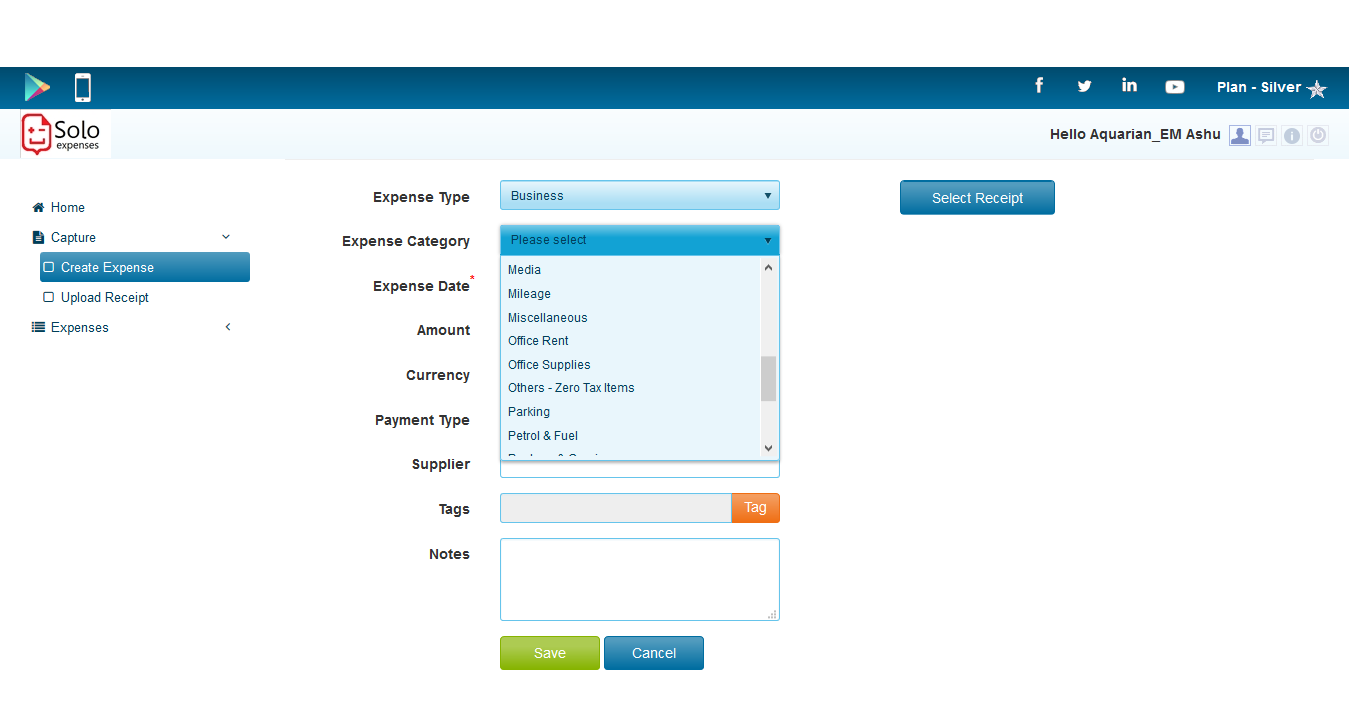 Plan - Silver
Solo
expenses
Hello Aquarian_EM Ashu
Home
Capture
Create Expense
Upload Receipt
Expenses
Expense Type
Business
Select Receipt
Expense Category
Please select
Media
Mileage
Miscellaneous
Office Rent
Office Supplies
Others - Zero Tax Items
Parking
Petrol & Fuel
Expense Date*
Amount
Currency
Payment Type
Supplier
Tags
Tag
Notes
Save
Cancel